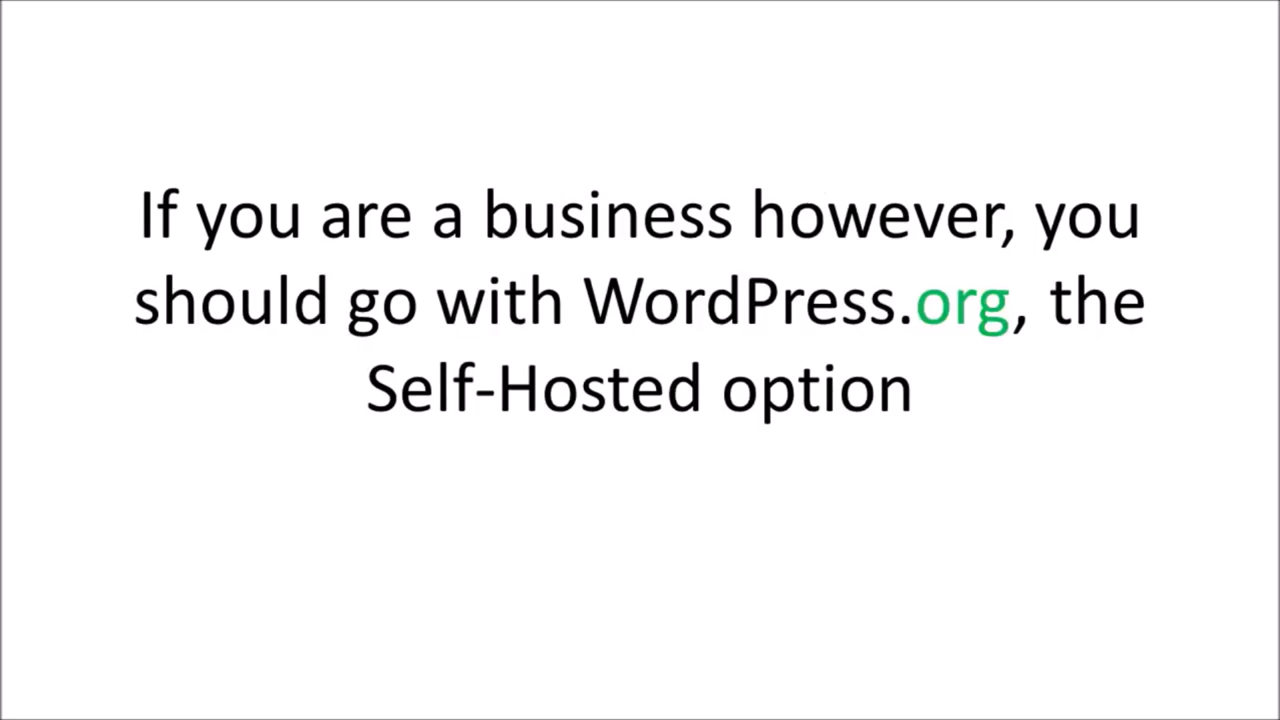 If you are a business however, you
should go with WordPress.org, the
Self-Hosted option